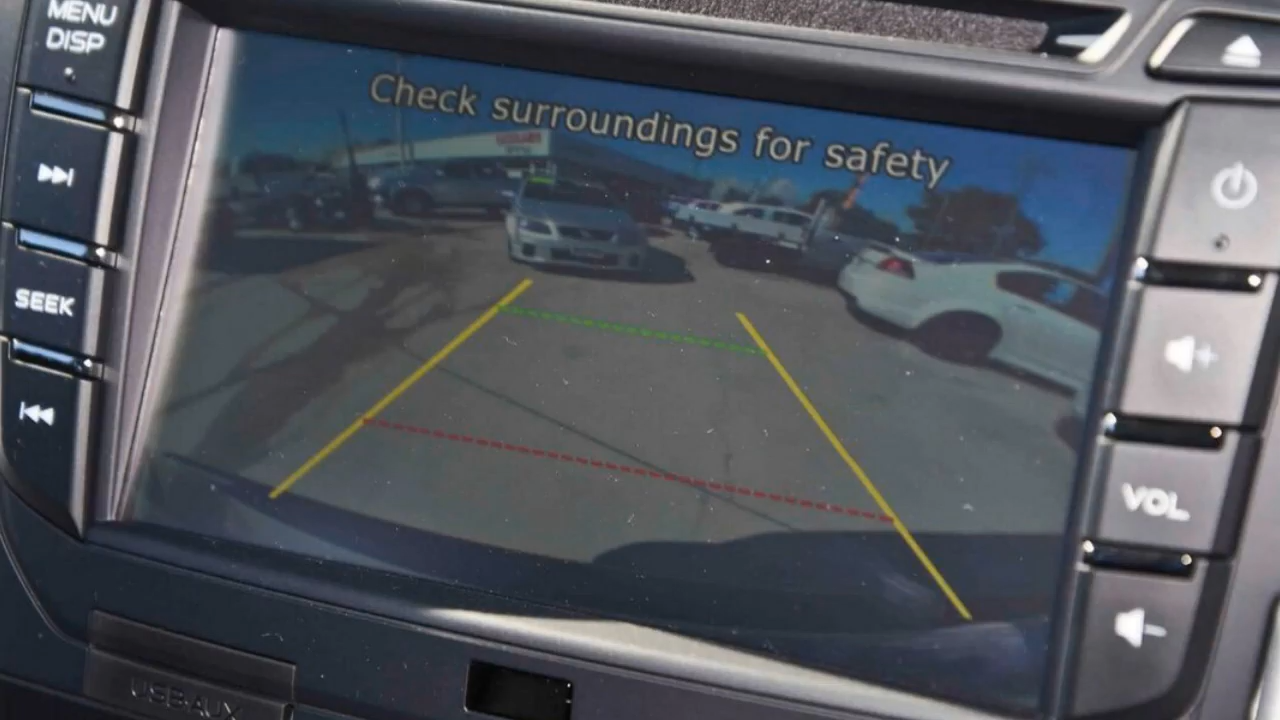 MENU
DISP
Check surroundings for safety
SEEK
VOL
USB·AUX